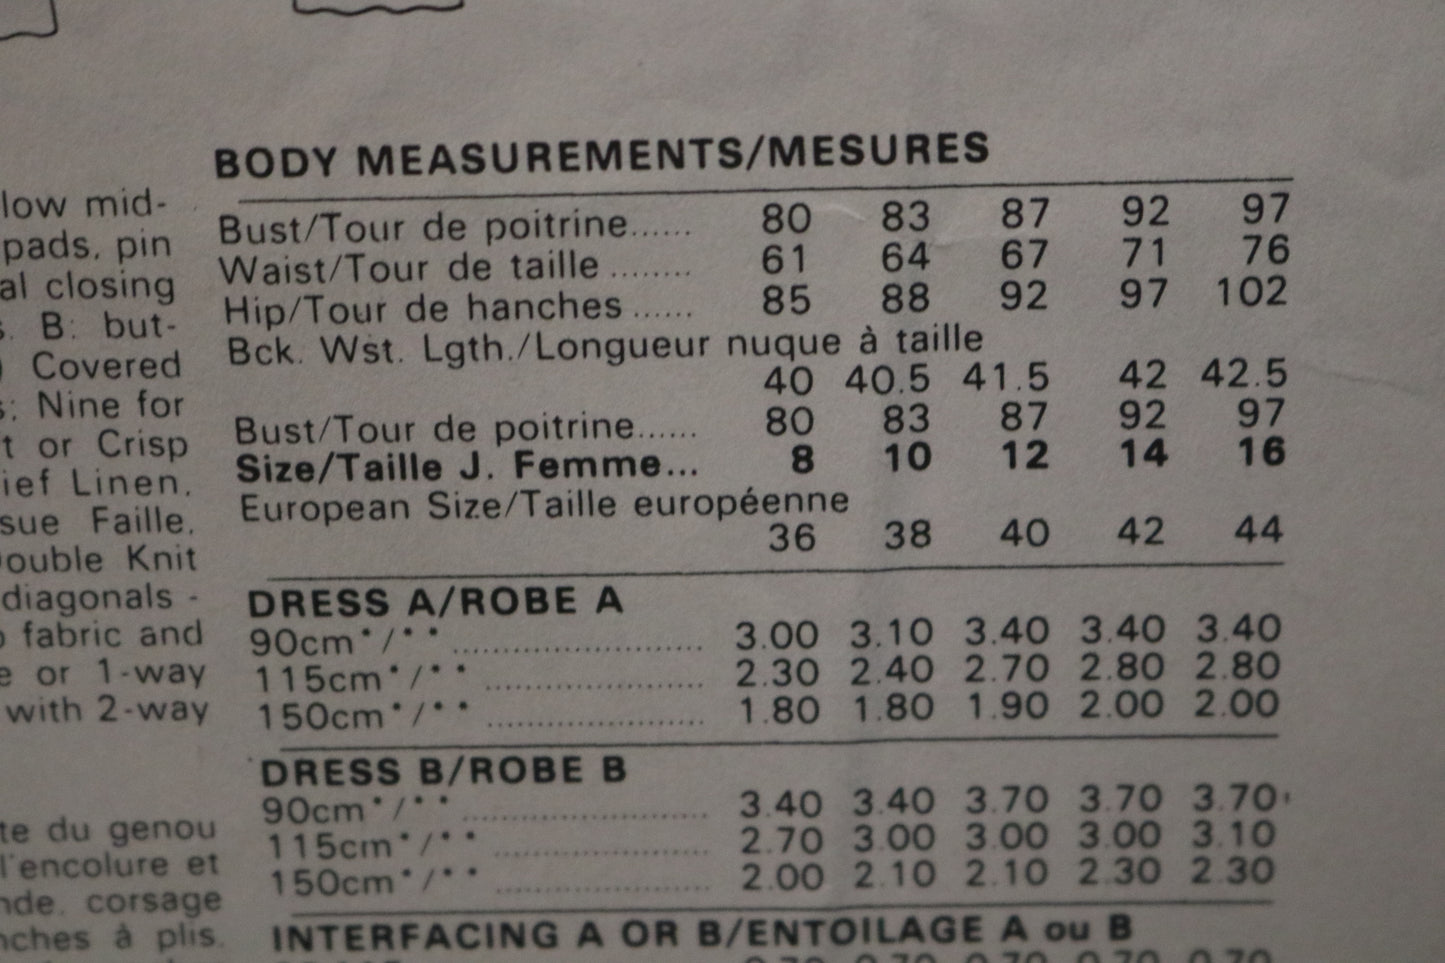 low mid-
pads, pin
al closing
s. B: but-
) Covered
s; Nine for
t or Crisp
ief Linen,
sue Faille,
Double Knit
diagonals -
o fabric and
e or 1-way
with 2-way
te du genou
l'encolure et
nde, corsage
nches à plis.
BODY MEASUREMENTS/MESURES
Bust/Tour de poitrine...... 80 83 87 92 97
Waist/Tour de taille ........ 61 64 67 71 76
Hip/Tour de hanches ...... 85 88 92 97 102
Bck. Wst. Lgth./Longueur nuque à taille
40 40.5 41.5 42 42.5
Bust/Tour de poitrine...... 80 83 87 92 97
Size/Taille J. Femme... 8 10 12 14 16
European Size/Taille européenne
36 38 40 42 44
DRESS A/ROBE A
90cm*/** ........................ 3.00 3.10 3.40 3.40 3.40
115cm*/** ..................... 2.30 2.40 2.70 2.80 2.80
150cm*/** ..................... 1.80 1.80 1.90 2.00 2.00
DRESS B/ROBE B
90cm*/** ........................ 3.40 3.40 3.70 3.70 3.70
115cm*/** ..................... 2.70 3.00 3.00 3.00 3.10
150cm*/** ..................... 2.00 2.10 2.10 2.30 2.30
INTERFACING A OR B/ENTOILAGE A ou B